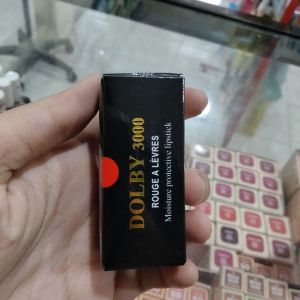 DOLBY 3000
ROUGE A LÈVRES
Moisture protective lipstick